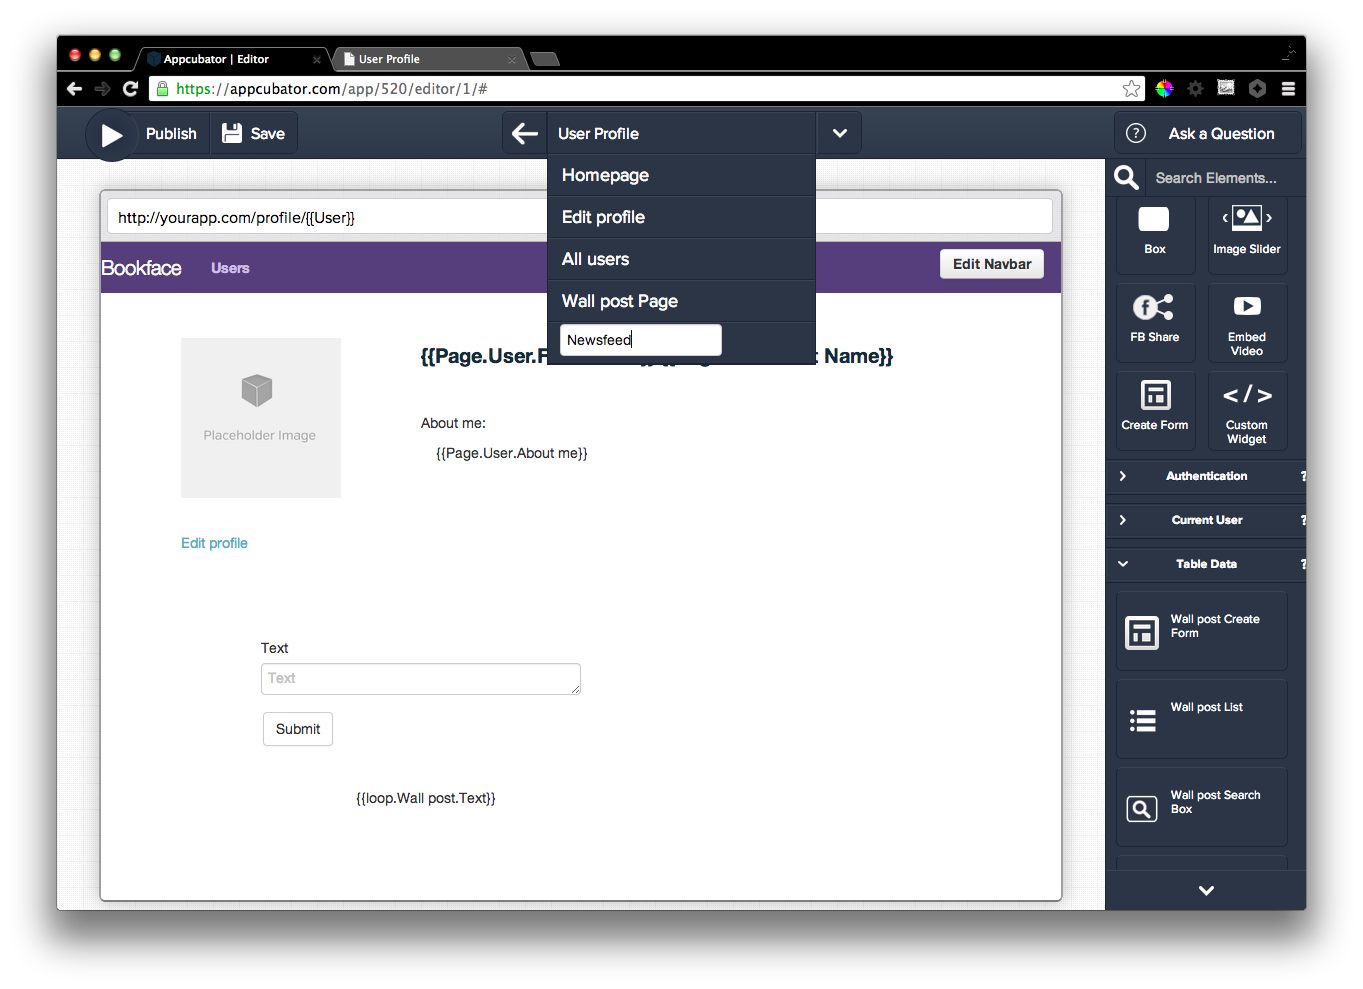 Appcubator | Editor
User Profile
https://appcubator.com/app/520/editor/1/#
Publish
Save
User Profile
? Ask a Question
Homepage
Edit profile
All users
Wall post Page
Newsfeed
http://yourapp.com/profile/{{User}}
Bookface
Users
Edit Navbar
{{Page.User.F
t Name}}
Placeholder Image
About me:
{{Page.User.About me}}
Edit profile
Text
Text
Submit
{{loop.Wall post.Text}}
Search Elements...
Box
Image Slider
FB Share
Embed
Video
Create Form
Custom
Widget
Authentication ?
Current User ?
Table Data ?
Wall post Create
Form
Wall post List
Wall post Search
Box